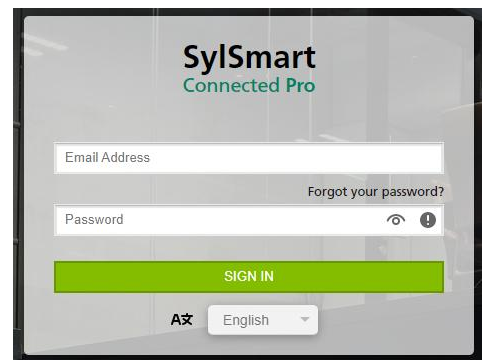 SylSmart
Connected Pro
Email Address
Forgot your password?
Password
SIGN IN
A文 English